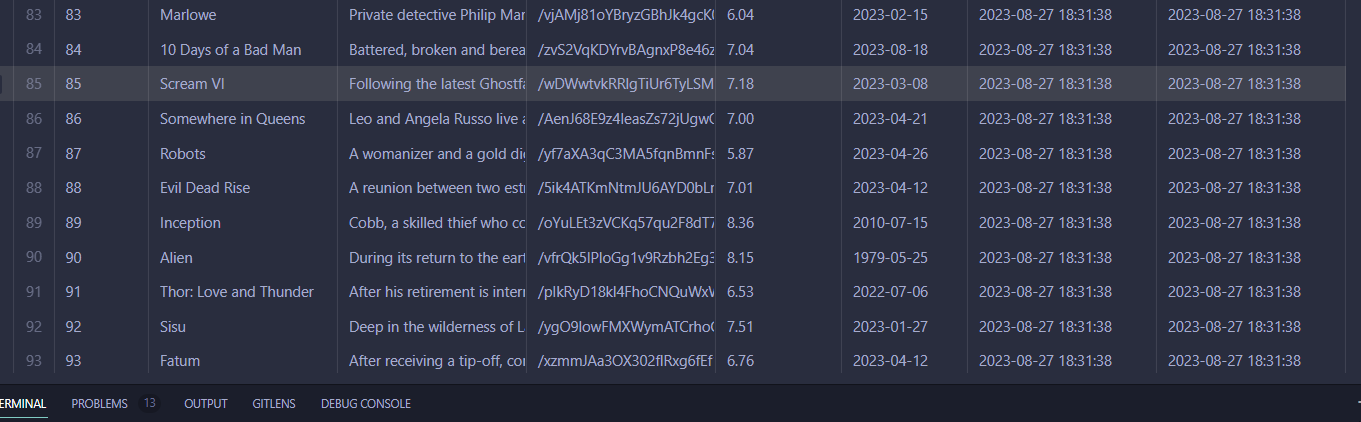 83 83 Marlowe Private detective Philip Mar /vjAMj81oYBryzGBhJk4gcK 6.04 2023-02-15 2023-08-27 18:31:38 2023-08-27 18:31:38
84 84 10 Days of a Bad Man Battered, broken and berea /zvS2VqKDYrvBAgnxP8e46z 7.04 2023-08-18 2023-08-27 18:31:38 2023-08-27 18:31:38
85 85 Scream VI Following the latest Ghostfa /wDWwtvkRRlgTiUr6TyLSM 7.18 2023-03-08 2023-08-27 18:31:38 2023-08-27 18:31:38
86 86 Somewhere in Queens Leo and Angela Russo live a /AenJ68E9z4leasZs72jUgwC 7.00 2023-04-21 2023-08-27 18:31:38 2023-08-27 18:31:38
87 87 Robots A womanizer and a gold dig /yf7aXA3qC3MA5fqnBmnFs 5.87 2023-04-26 2023-08-27 18:31:38 2023-08-27 18:31:38
88 88 Evil Dead Rise A reunion between two estr /5ik4ATKmNtmJU6AYD0bLr 7.01 2023-04-12 2023-08-27 18:31:38 2023-08-27 18:31:38
89 89 Inception Cobb, a skilled thief who co /oYuLEt3zVCKq57qu2F8dT7 8.36 2010-07-15 2023-08-27 18:31:38 2023-08-27 18:31:38
90 90 Alien During its return to the eart /vfrQk5IPloGg1v9Rzbh2Eg3 8.15 1979-05-25 2023-08-27 18:31:38 2023-08-27 18:31:38
91 91 Thor: Love and Thunder After his retirement is interr /pIkRyD18kl4FhoCNQuWxW 6.53 2022-07-06 2023-08-27 18:31:38 2023-08-27 18:31:38
92 92 Sisu Deep in the wilderness of La /ygO9lowFMXWymATCrhoC 7.51 2023-01-27 2023-08-27 18:31:38 2023-08-27 18:31:38
93 93 Fatum After receiving a tip-off, co /xzmmJAa3OX302flRxg6fEf 6.76 2023-04-12 2023-08-27 18:31:38 2023-08-27 18:31:38
ERMINAL PROBLEMS 13 OUTPUT GITLENS DEBUG CONSOLE